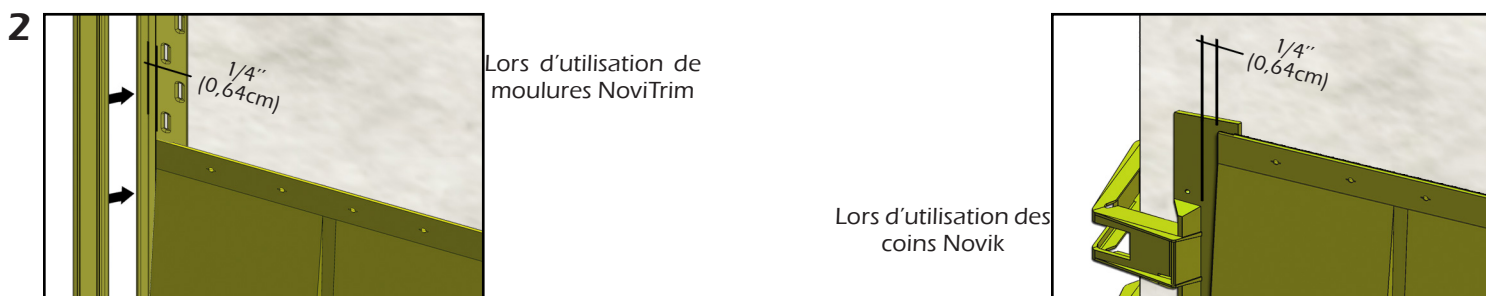 2
1/4″
(0,64cm)
Lors d'utilisation de
moulures NoviTrim
1/4″
(0,64cm)
Lors d'utilisation des
coins Novik